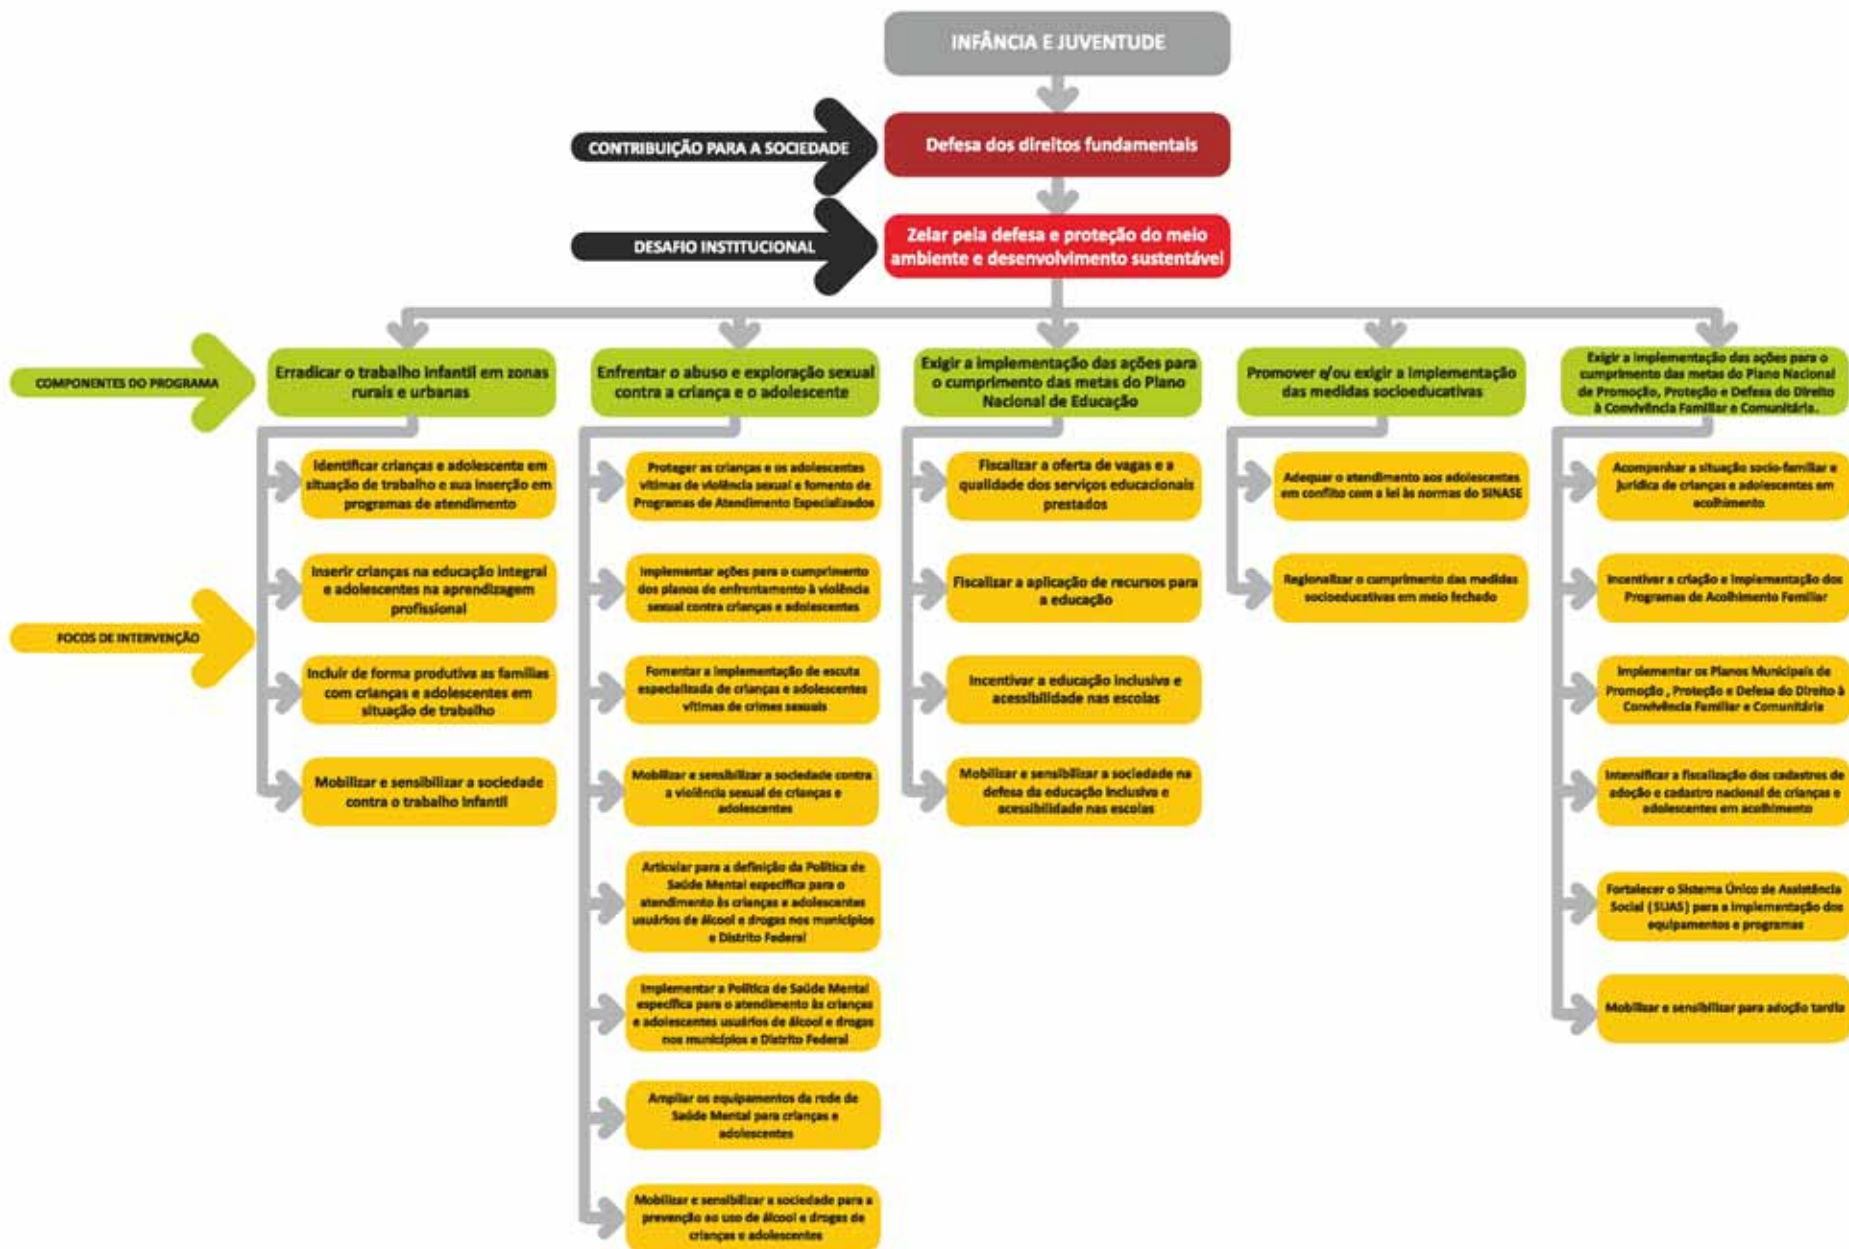 INFÂNCIA E JUVENTUDE
CONTRIBUIÇÃO PARA A SOCIEDADE
Defesa dos direitos fundamentais
DESAFIO INSTITUCIONAL
Zelar pela defesa e proteção do meio
ambiente e desenvolvimento sustentável
COMPONENTES DO PROGRAMA
Erradicar o trabalho infantil em zonas
rurais e urbanas
Enfrentar o abuso e exploração sexual
contra a criança e o adolescente
Exigir a implementação das ações para
o cumprimento das metas do Plano
Nacional de Educação
Promover e/ou exigir a implementação
das medidas socioeducativas
Exigir a implementação das ações para o
cumprimento das metas do Plano Nacional
de Promoção, Proteção e Defesa do Direito
à Convivência Familiar e Comunitária.
FOCOS DE INTERVENÇÃO
Identificar crianças e adolescente em
situação de trabalho e sua inserção em
programas de atendimento
Inserir crianças na educação integral
e adolescentes na aprendizagem
profissional
Incluir de forma produtiva as famílias
com crianças e adolescentes em
situação de trabalho
Mobilizar e sensibilizar a sociedade
contra o trabalho infantil
Proteger as crianças e os adolescentes
vítimas de violência sexual e fomento de
Programas de Atendimento Especializados
Implementar ações para o cumprimento
dos planos de enfrentamento à violência
sexual contra crianças e adolescentes
Fomentar a implementação de escuta
especializada de crianças e adolescentes
vítimas de crimes sexuais
Mobilizar e sensibilizar a sociedade contra
a violência sexual de crianças e
adolescentes
Articular para a definição da Política de
Saúde Mental específica para o
atendimento às crianças e adolescentes
usuários de álcool e drogas nos municípios
e Distrito Federal
Implementar a Política de Saúde Mental
específica para o atendimento às crianças
e adolescentes usuários de álcool e drogas
nos municípios e Distrito Federal
Ampliar os equipamentos da rede de
Saúde Mental para crianças e
adolescentes
Mobilizar e sensibilizar a sociedade para a
prevenção ao uso de álcool e drogas de
crianças e adolescentes
Fiscalizar a oferta de vagas e a
qualidade dos serviços educacionais
prestados
Fiscalizar a aplicação de recursos para
a educação
Incentivar a educação inclusiva e
acessibilidade nas escolas
Mobilizar e sensibilizar a sociedade na
defesa da educação inclusiva e
acessibilidade nas escolas
Adequar o atendimento aos adolescentes
em conflito com a lei às normas do SINASE
Regionalizar o cumprimento das medidas
socioeducativas em meio fechado
Acompanhar a situação socio-familiar e
jurídica de crianças e adolescentes em
acolhimento
Incentivar a criação e implementação dos
Programas de Acolhimento Familiar
Implementar os Planos Municipais de
Promoção , Proteção e Defesa do Direito à
Convivência Familiar e Comunitária
Intensificar a fiscalização dos cadastros de
adoção e cadastro nacional de crianças e
adolescentes em acolhimento
Fortalecer o Sistema Único de Assistência
Social (SUAS) para a implementação dos
equipamentos e programas
Mobilizar e sensibilizar para adoção tardia